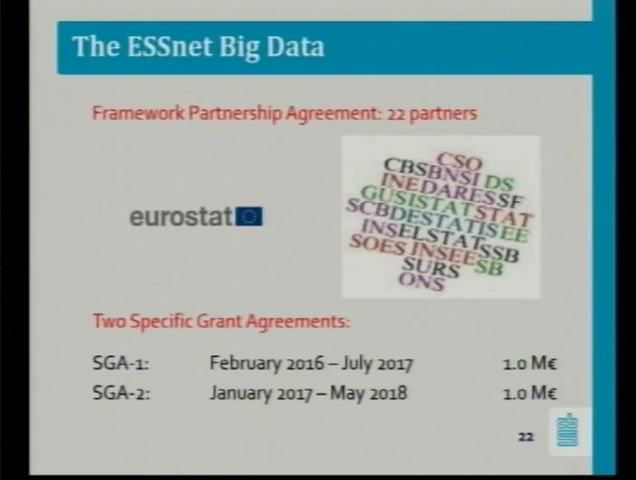 The ESSnet Big Data
Framework Partnership Agreement: 22 partners
eurostat
CSO
CBSBNSI DS
INEDARESSF
GUSISTATSTAT
SCBDESTATISEE
INSELSTATSSB
SOES INSEESB
SURS
ONS
Two Specific Grant Agreements:
SGA-1: February 2016 – July 2017 1.0 M€
SGA-2: January 2017 – May 2018 1.0 M€
22